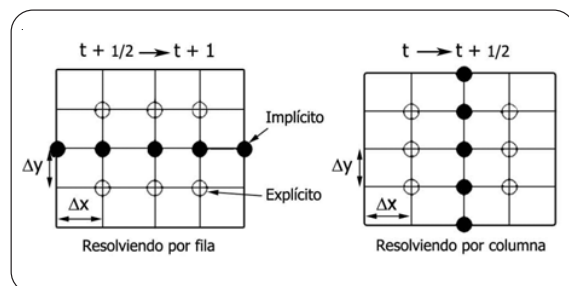 t + 1/2 → t + 1
Implícito
Δy
Δx
Explícito
Resolviendo por fila
t → t + 1/2
Δy
Δx
Resolviendo por columna